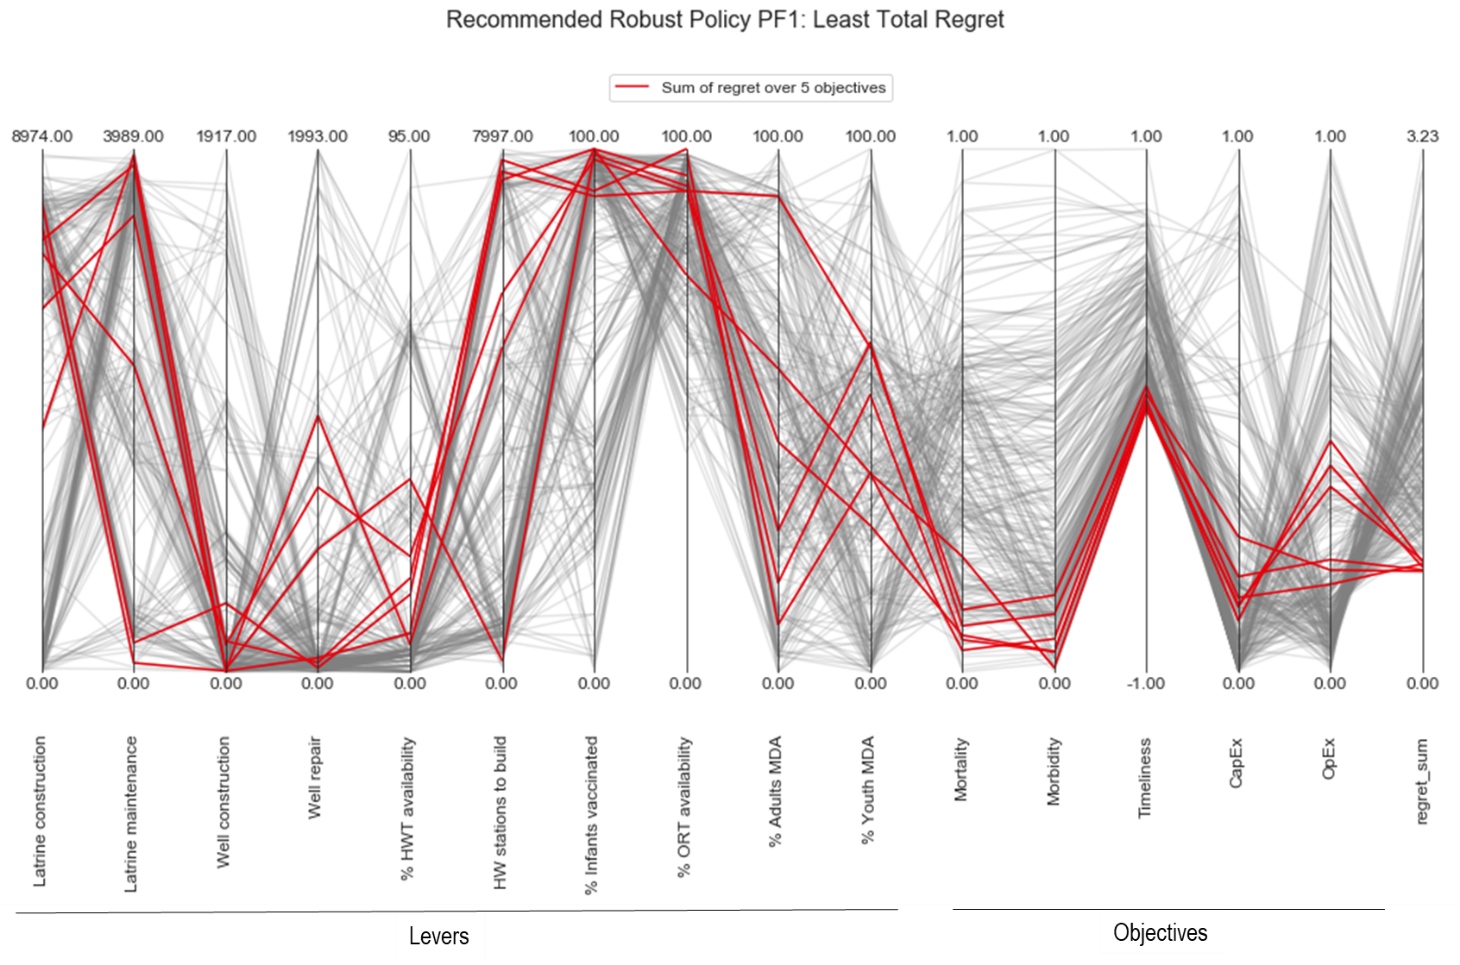 Recommended Robust Policy PF1: Least Total Regret
Sum of regret over 5 objectives
8974.00 3989.00 1917.00 1993.00 95.00 7997.00 100.00 100.00 100.00 100.00 1.00 1.00 1.00 1.00 1.00 3.23
0.00 0.00 0.00 0.00 0.00 0.00 0.00 0.00 0.00 0.00 0.00 0.00 -1.00 0.00 0.00 0.00
Latrine construction
Latrine maintenance
Well construction
Well repair
% HWT availability
HW stations to build
% Infants vaccinated
% ORT availability
% Adults MDA
% Youth MDA
Mortality
Morbidity
Timeliness
CapEx
OpEx
regret_sum
Levers
Objectives